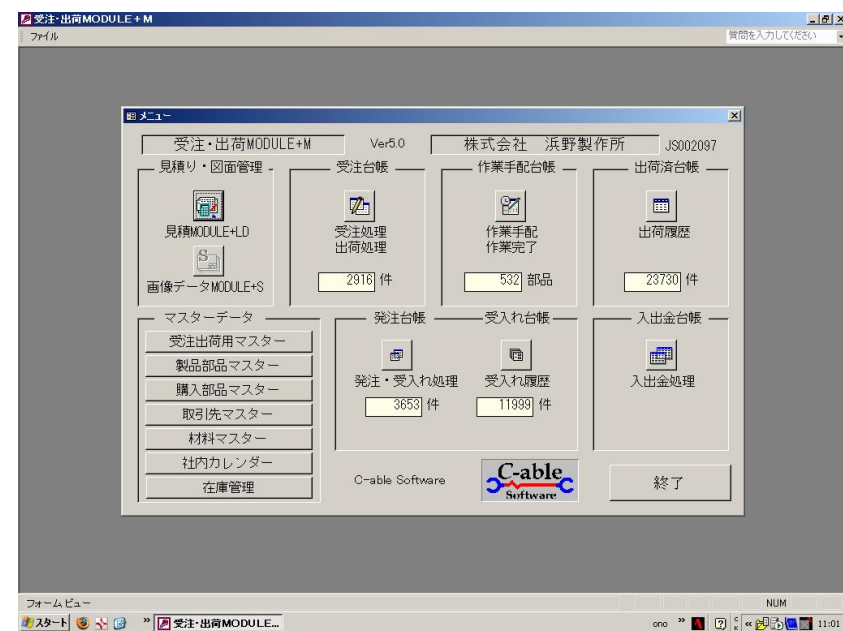 受注・出荷MODULE+M
ファイル
質問を入力してください
メニュー
受注・出荷MODULE+M
Ver5.0
株式会社 浜野製作所
JS002097
見積り・図面管理
受注台帳
作業手配台帳
出荷済台帳
見積MODULE+LD
受注処理
出荷処理
作業手配
作業完了
出荷履歴
S
画像データMODULE+S
2916 件
532 部品
23730 件
マスターデータ
発注台帳
受入れ台帳
入出金台帳
受注出荷用マスター
製品部品マスター
購入部品マスター
取引先マスター
材料マスター
社内カレンダー
在庫管理
発注・受入れ処理
受入れ履歴
入出金処理
3653 件
11999 件
C-able Software
C-able
Software
終了
フォーム ビュー
NUM
スタート
»
受注・出荷MODULE...
ono
»
?
«
11:01